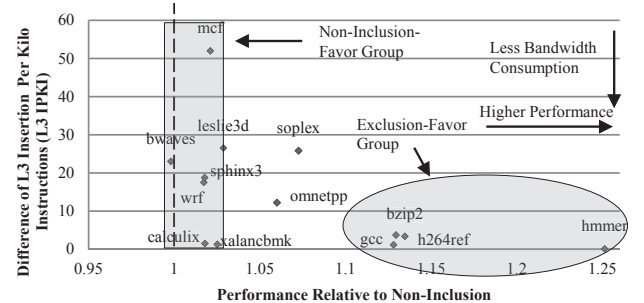 60
50
40
30
20
10
0
Difference of L3 Insertion Per Kilo
Instructions (L3 IPKI)
mcf
Non-Inclusion-
Favor Group
Less Bandwidth
Consumption
Higher Performance
leslie3d
soplex
Exclusion-Favor
Group
bwaves
sphinx3
wrf
omnetpp
bzip2
hmmer
calculix
xalancbmk
gcc
h264ref
0.95
1
1.05
1.1
1.15
1.2
1.25
Performance Relative to Non-Inclusion